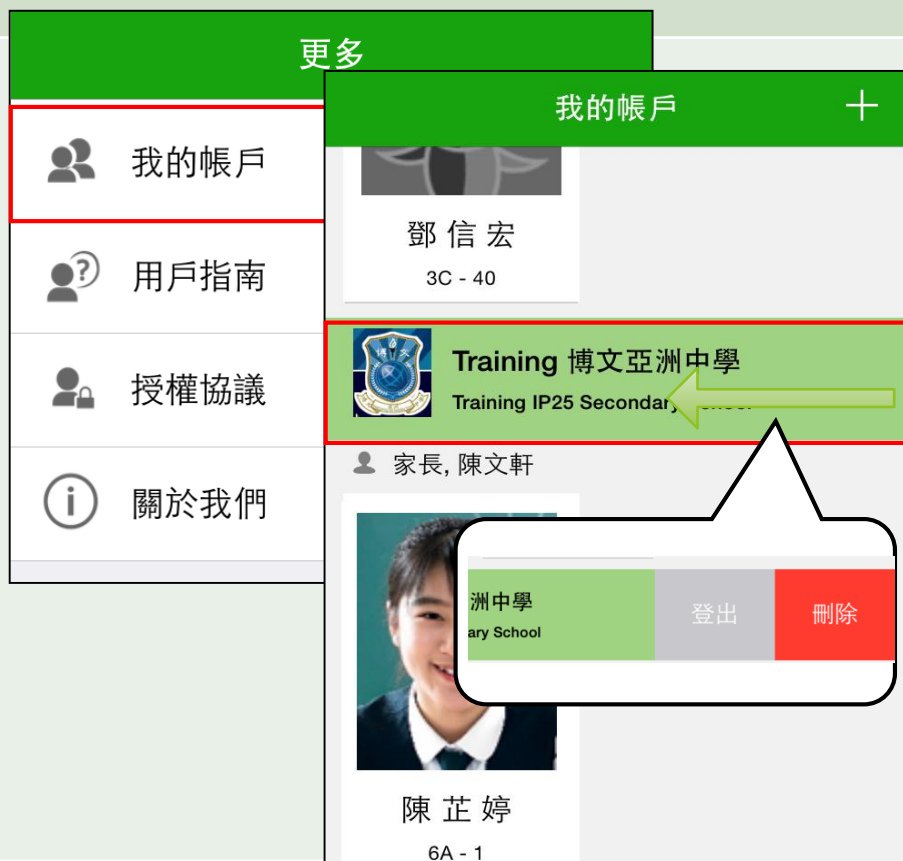 更多
我的帳戶
用戶指南
授權協議
關於我們
我的帳戶
鄧信宏
3C - 40
Training 博文亞洲中學
Training IP25 Secondary
家長, 陳文軒
洲中學
ary School
登出
刪除
陳芷婷
6A - 1